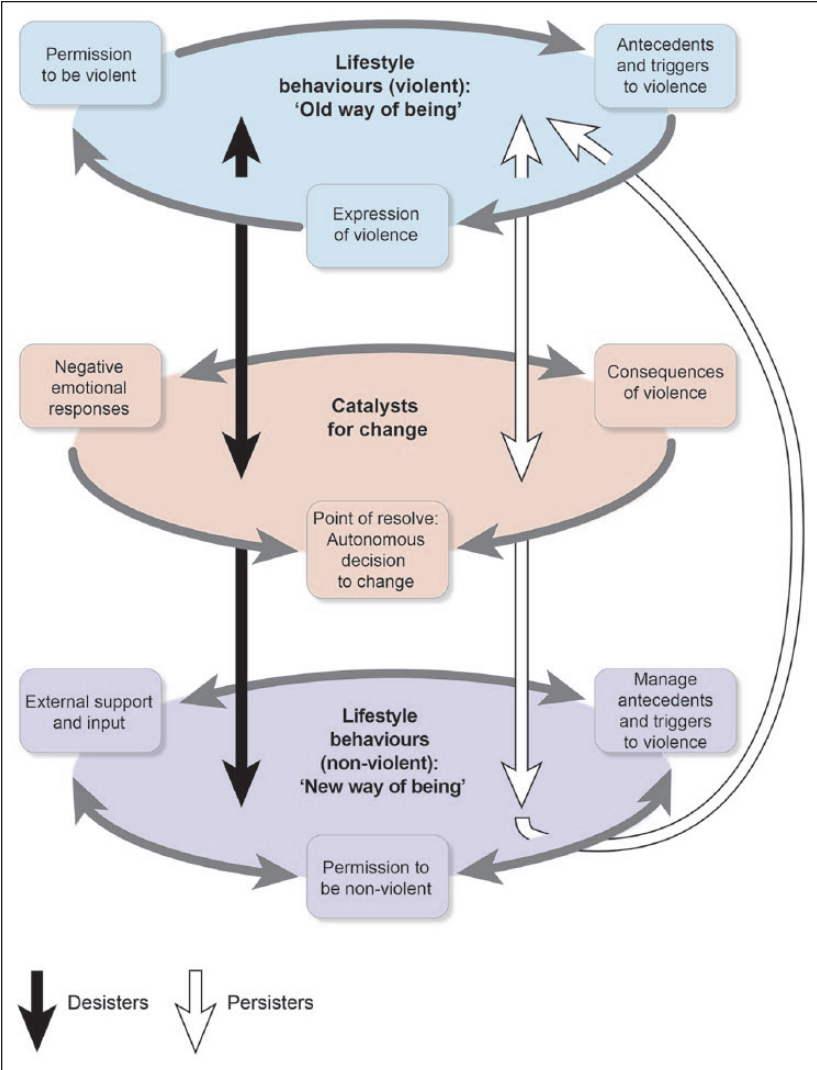 Permission
to be violent
Lifestyle
behaviours (violent):
‘Old way of being’
Antecedents
and triggers
to violence
Expression
of violence
Negative
emotional
responses
Catalysts
for change
Consequences
of violence
Point of resolve:
Autonomous
decision
to change
External support
and input
Lifestyle
behaviours
(non-violent):
‘New way of being’
Manage
antecedents
and triggers
to violence
Permission to
be non-violent
Desisters
Persisters